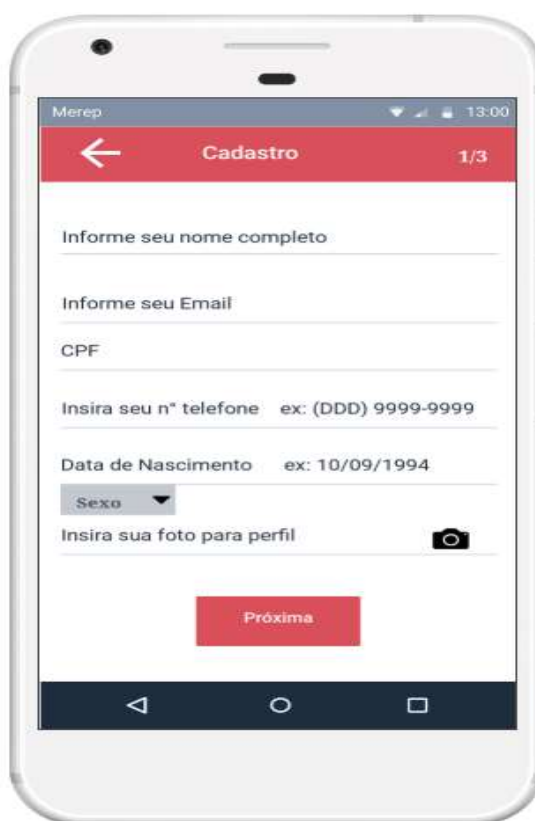 Merep 13:00
Cadastro 1/3
Informe seu nome completo
Informe seu Email
CPF
Insira seu n° telefone ex: (DDD) 9999-9999
Data de Nascimento ex: 10/09/1994
Sexo
Insira sua foto para perfil
Próxima